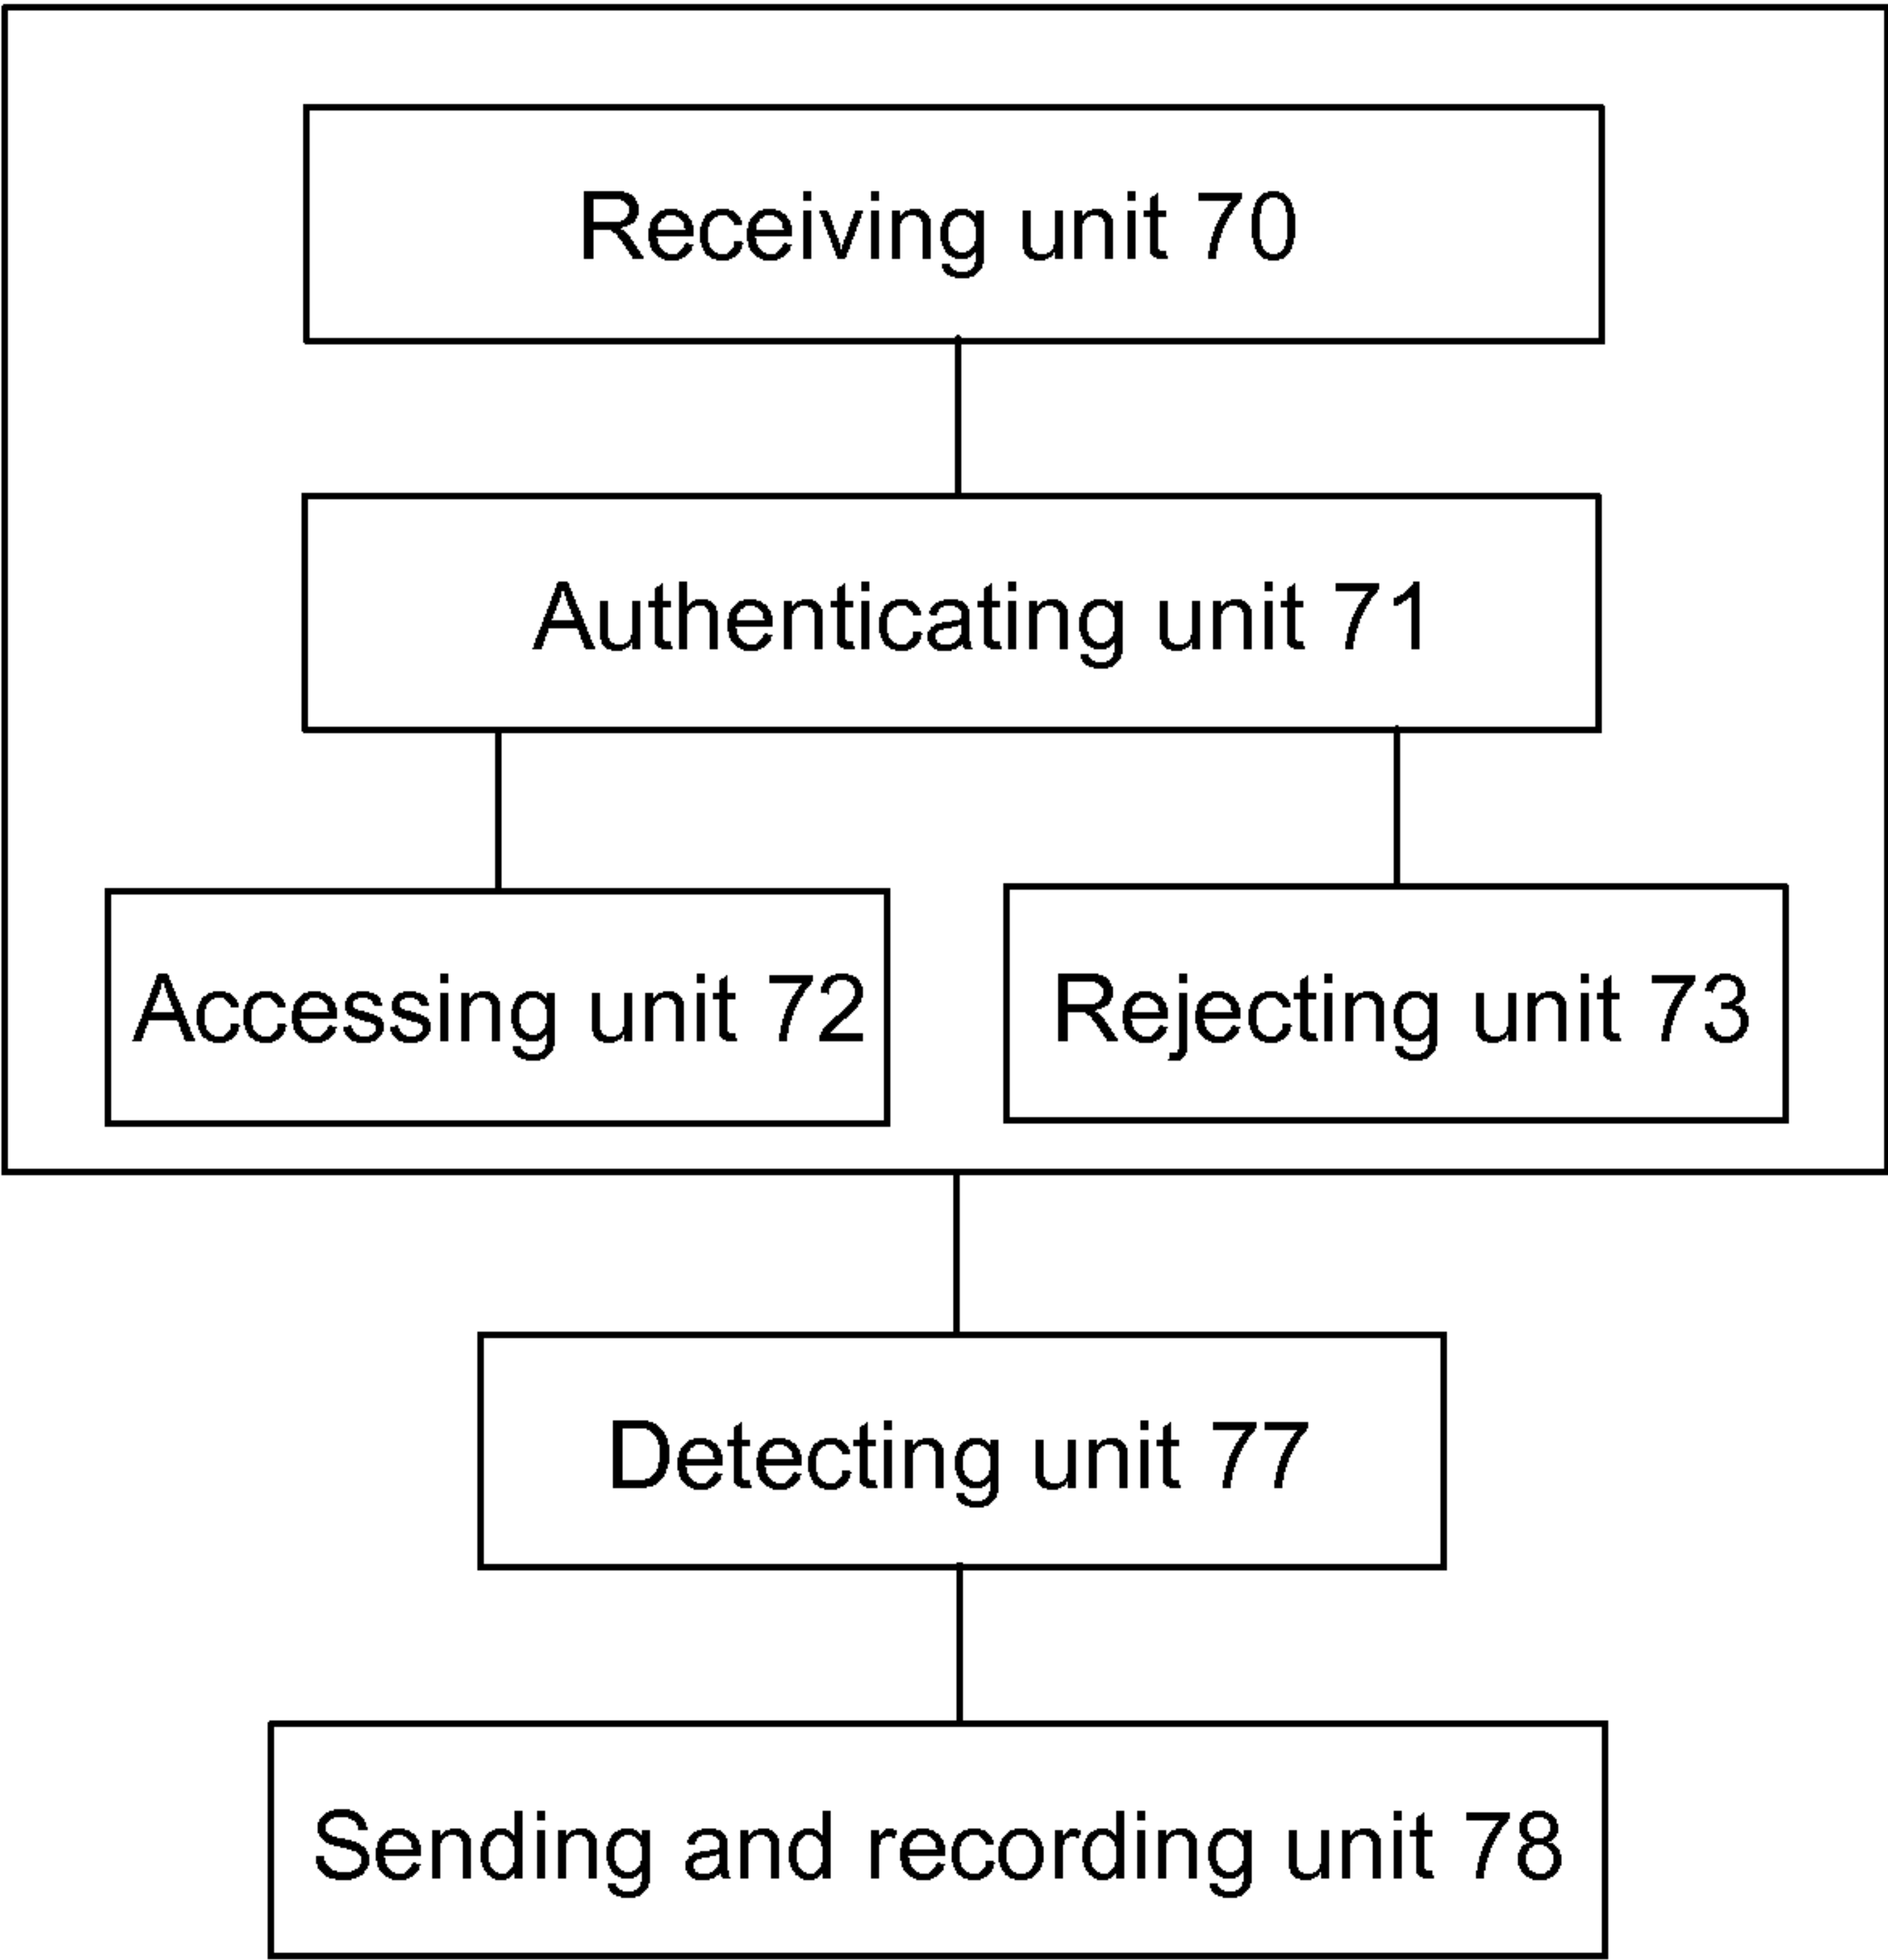 Receiving unit 70
Authenticating unit 71
Accessing unit 72
Rejecting unit 73
Detecting unit 77
Sending and recording unit 78